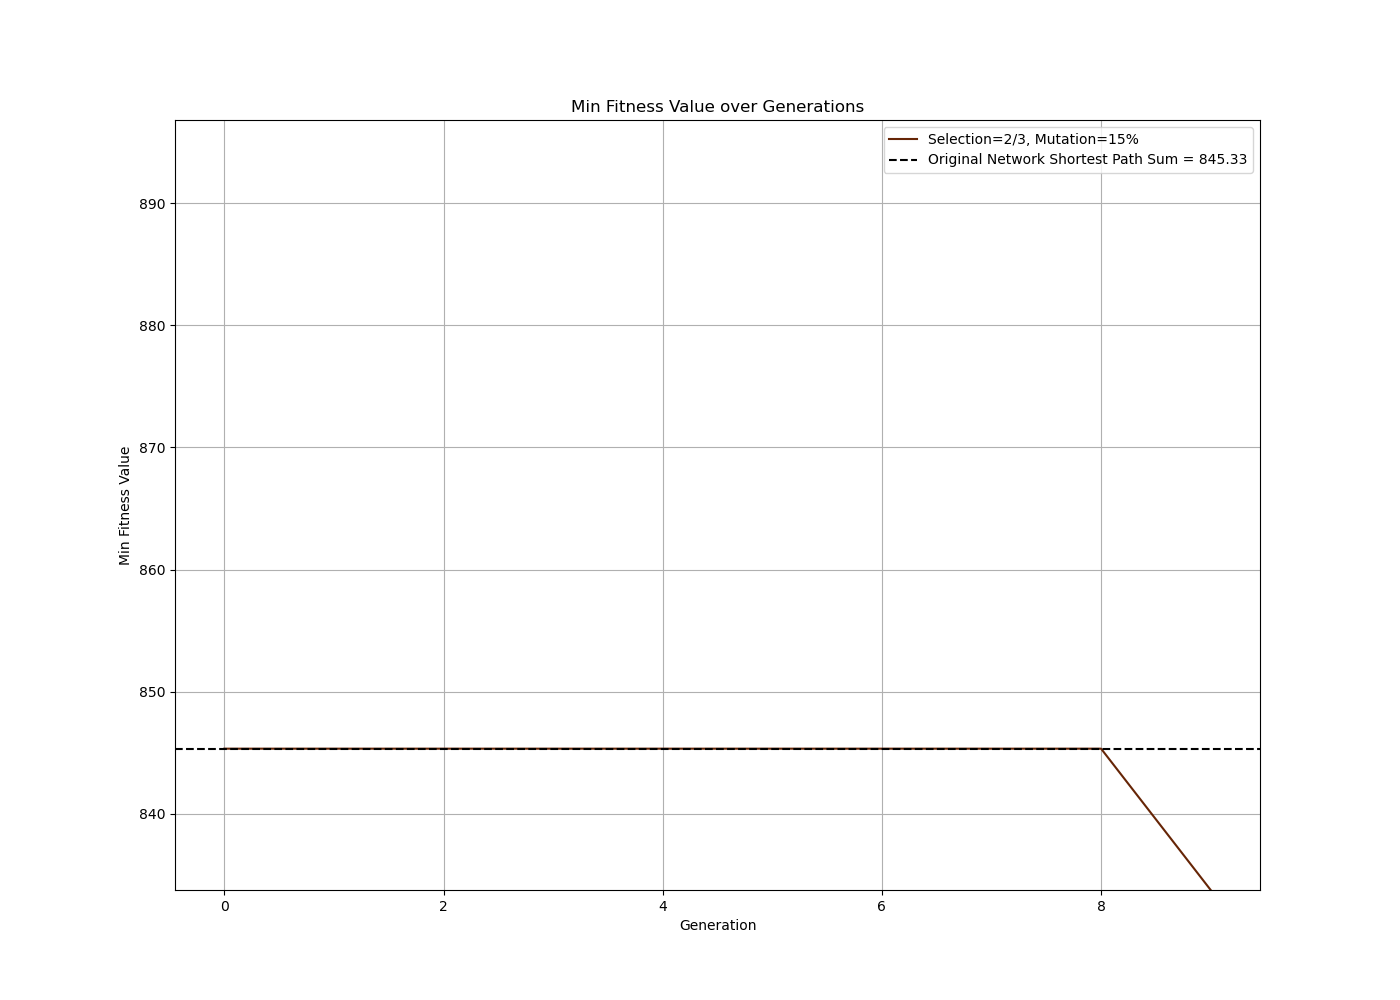 Min Fitness Value over Generations
Selection=2/3, Mutation=15%
Original Network Shortest Path Sum = 845.33
890
880
870
860
850
840
Min Fitness Value
0 2 4 6 8
Generation